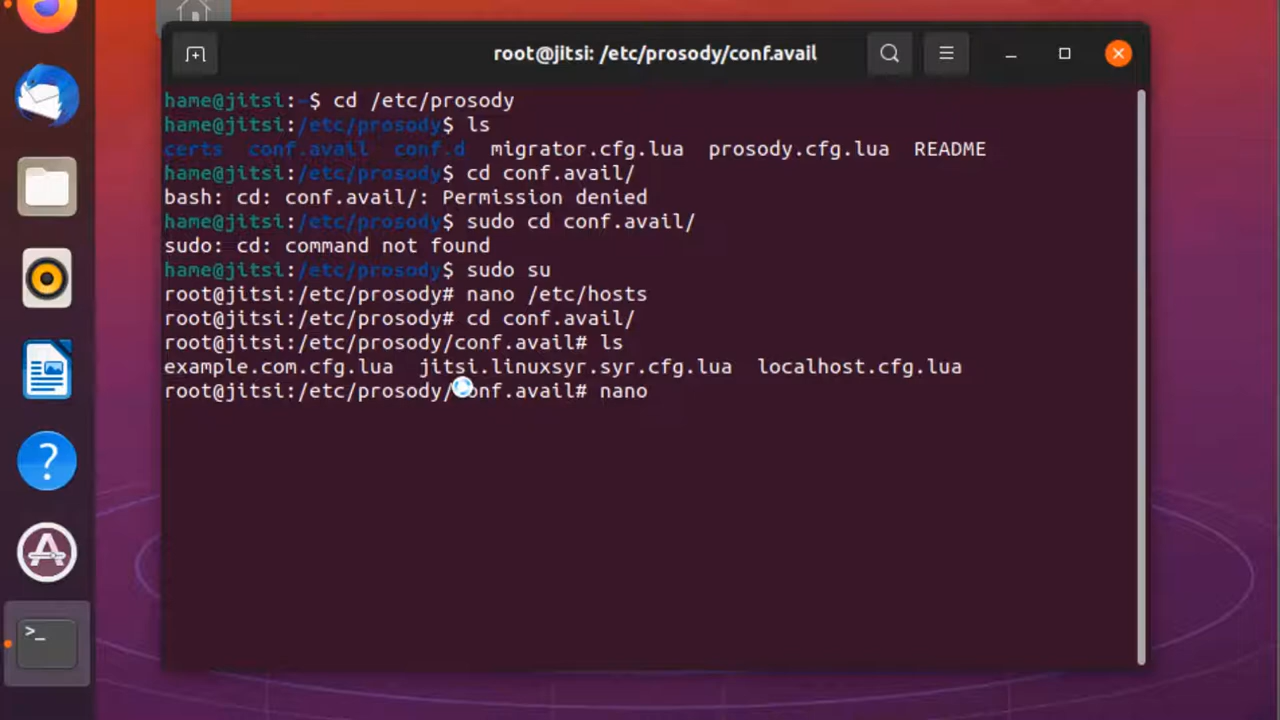 root@jitsi: /etc/prosody/conf.avail
hame@jitsi:~$ cd /etc/prosody
hame@jitsi:/etc/prosody$ ls
certs  conf.avail  conf.d  migrator.cfg.lua  prosody.cfg.lua  README
hame@jitsi:/etc/prosody$ cd conf.avail/
bash: cd: conf.avail/: Permission denied
hame@jitsi:/etc/prosody$ sudo cd conf.avail/
sudo: cd: command not found
hame@jitsi:/etc/prosody$ sudo su
root@jitsi:/etc/prosody# nano /etc/hosts
root@jitsi:/etc/prosody# cd conf.avail/
root@jitsi:/etc/prosody/conf.avail# ls
example.com.cfg.lua  jitsi.linuxsyr.syr.cfg.lua  localhost.cfg.lua
root@jitsi:/etc/prosody/conf.avail# nano